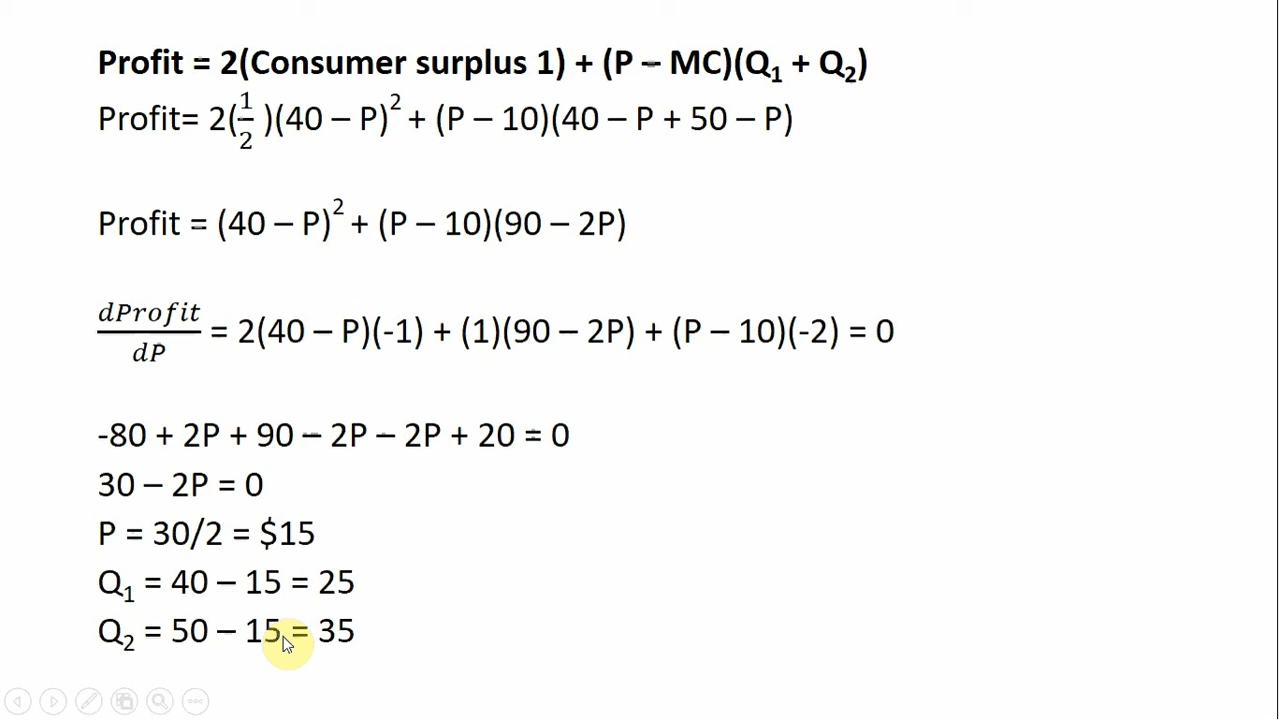 Profit = 2(Consumer surplus 1) + (P – MC)(Q₁ + Q₂)
Profit= 2(½ )(40 – P)² + (P – 10)(40 – P + 50 – P)
Profit = (40 – P)² + (P – 10)(90 – 2P)
dProfit/dP = 2(40 – P)(-1) + (1)(90 – 2P) + (P – 10)(-2) = 0
-80 + 2P + 90 – 2P – 2P + 20 = 0
30 – 2P = 0
P = 30/2 = $15
Q₁ = 40 – 15 = 25
Q₂ = 50 – 15 = 35